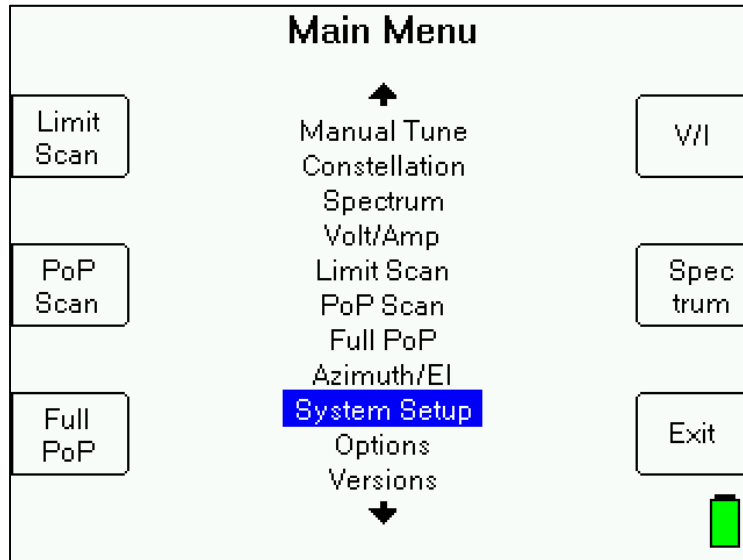 Main Menu
Limit
Scan
PoP
Scan
Full
PoP
Manual Tune
Constellation
Spectrum
Volt/Amp
Limit Scan
PoP Scan
Full PoP
Azimuth/El
System Setup
Options
Versions
V/I
Spec
trum
Exit